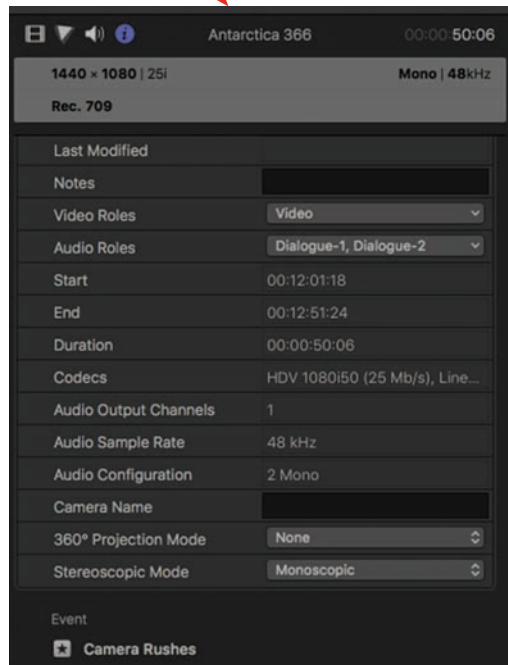 Antarctica 366 00:00:50:06
1440 × 1080 | 25i Mono | 48kHz
Rec. 709
Last Modified
Notes
Video Roles Video
Audio Roles Dialogue-1, Dialogue-2
Start 00:12:01:18
End 00:12:51:24
Duration 00:00:50:06
Codecs HDV 1080i50 (25 Mb/s), Line...
Audio Output Channels 1
Audio Sample Rate 48 kHz
Audio Configuration 2 Mono
Camera Name
360° Projection Mode None
Stereoscopic Mode Monoscopic
Event
Camera Rushes